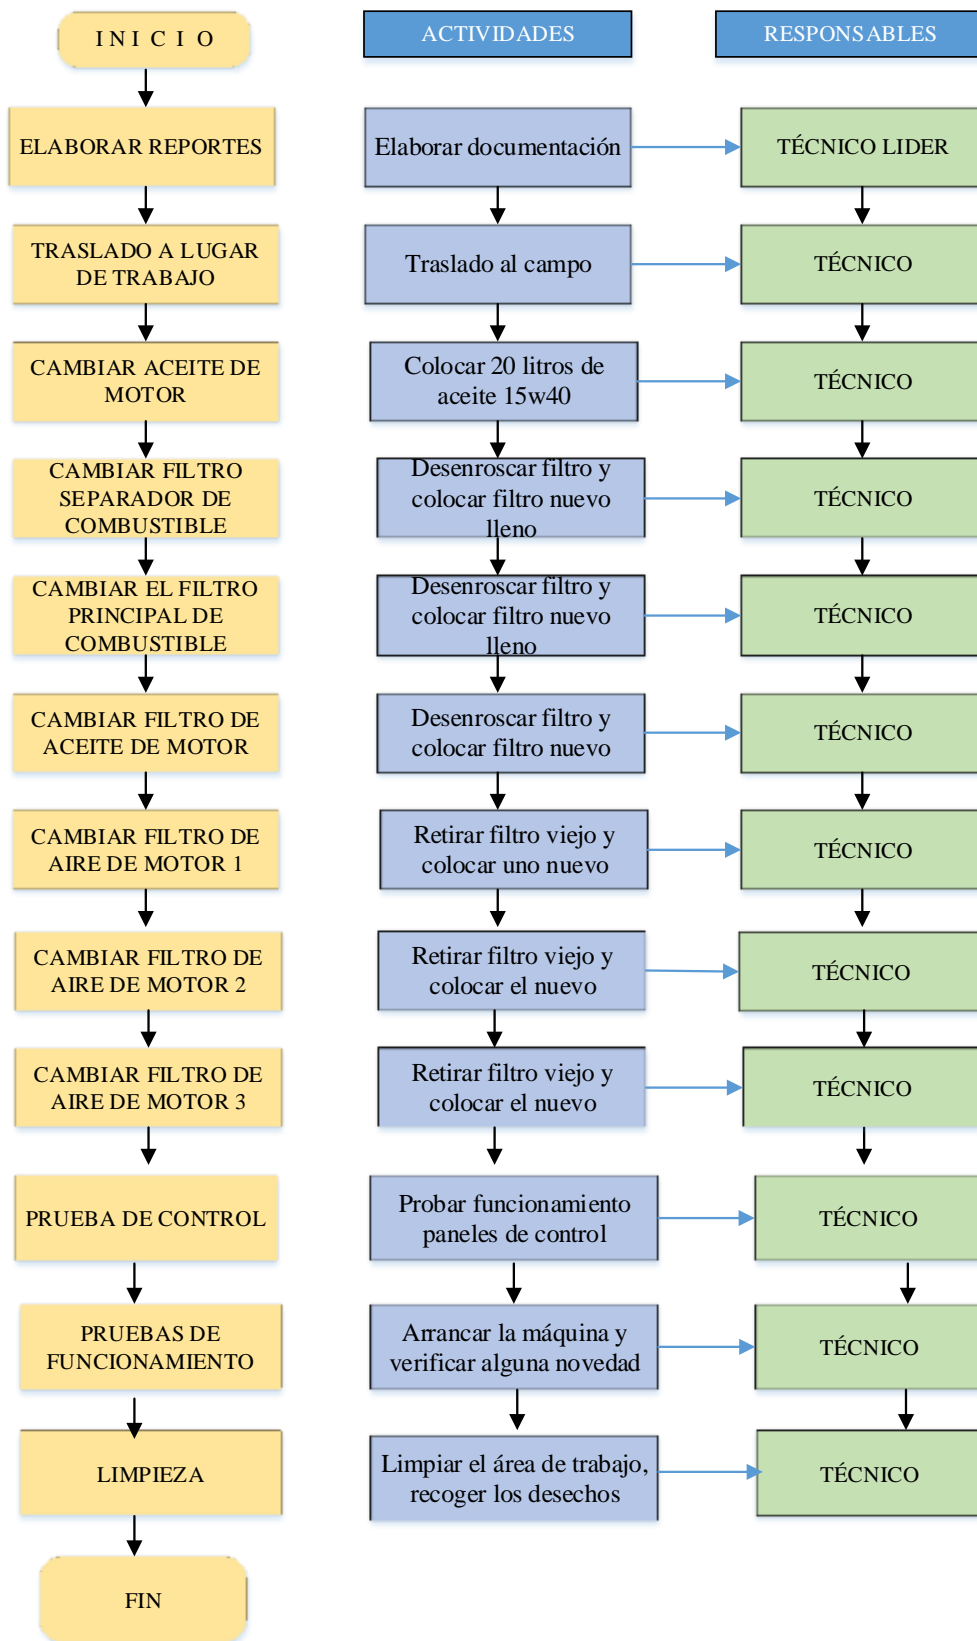 I N I C I O
ACTIVIDADES
RESPONSABLES
ELABORAR REPORTES
Elaborar documentación
TÉCNICO LIDER
TRASLADO A LUGAR
DE TRABAJO
Traslado al campo
TÉCNICO
CAMBIAR ACEITE DE
MOTOR
Colocar 20 litros de
aceite 15w40
TÉCNICO
CAMBIAR FILTRO
SEPARADOR DE
COMBUSTIBLE
Desenroscar filtro y
colocar filtro nuevo
lleno
TÉCNICO
CAMBIAR EL FILTRO
PRINCIPAL DE
COMBUSTIBLE
Desenroscar filtro y
colocar filtro nuevo
lleno
TÉCNICO
CAMBIAR FILTRO DE
ACEITE DE MOTOR
Desenroscar filtro y
colocar filtro nuevo
TÉCNICO
CAMBIAR FILTRO DE
AIRE DE MOTOR 1
Retirar filtro viejo y
colocar uno nuevo
TÉCNICO
CAMBIAR FILTRO DE
AIRE DE MOTOR 2
Retirar filtro viejo y
colocar el nuevo
TÉCNICO
CAMBIAR FILTRO DE
AIRE DE MOTOR 3
Retirar filtro viejo y
colocar el nuevo
TÉCNICO
PRUEBA DE CONTROL
Probar funcionamiento
paneles de control
TÉCNICO
PRUEBAS DE
FUNCIONAMIENTO
Arrancar la máquina y
verificar alguna novedad
TÉCNICO
LIMPIEZA
Limpiar el área de trabajo,
recoger los desechos
TÉCNICO
FIN